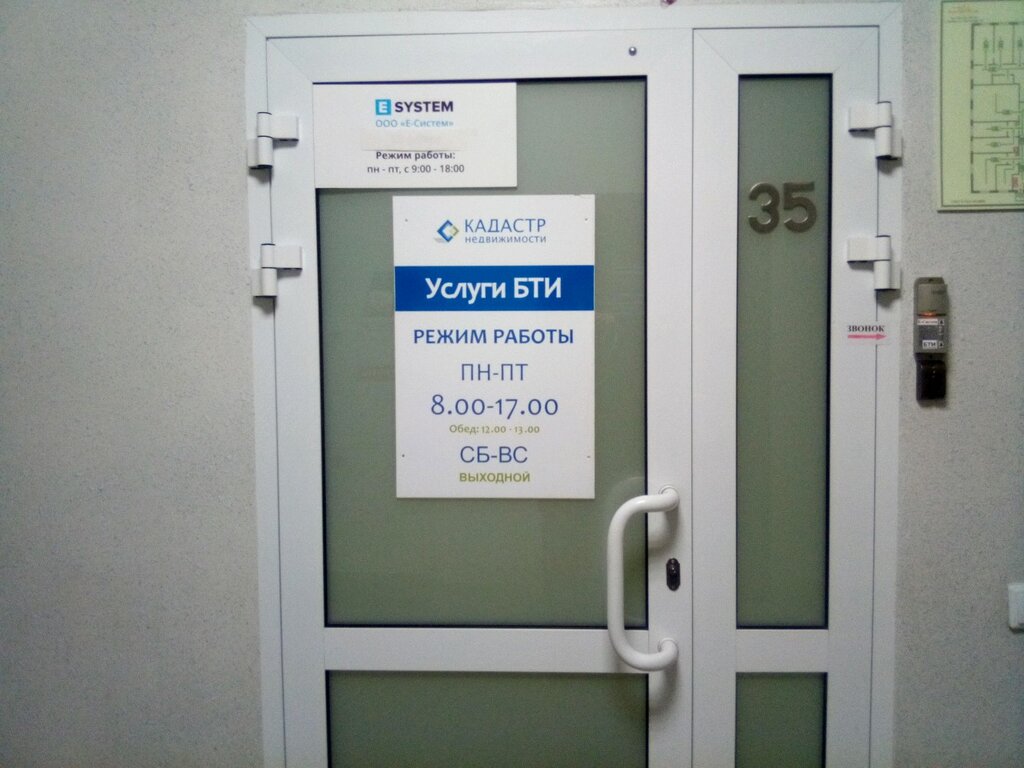 E SYSTEM
ООО «Е-Систем»
Режим работы:
пн - пт, с 9:00 - 18:00
КАДАСТР
недвижимости
Услуги БТИ
РЕЖИМ РАБОТЫ
ПН-ПТ
8.00-17.00
Обед: 12.00 - 13.00
СБ-ВС
ВЫХОДНОЙ
35
ЗВОНОК
БТИ